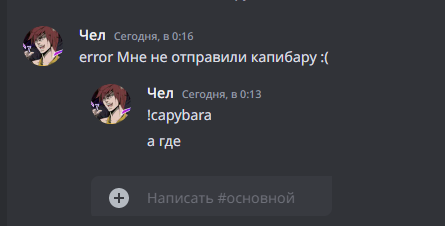 Чел Сегодня, в 0:16
error Мне не отправили капибару :(
Чел Сегодня, в 0:13
!capybara
а где
Написать #основной